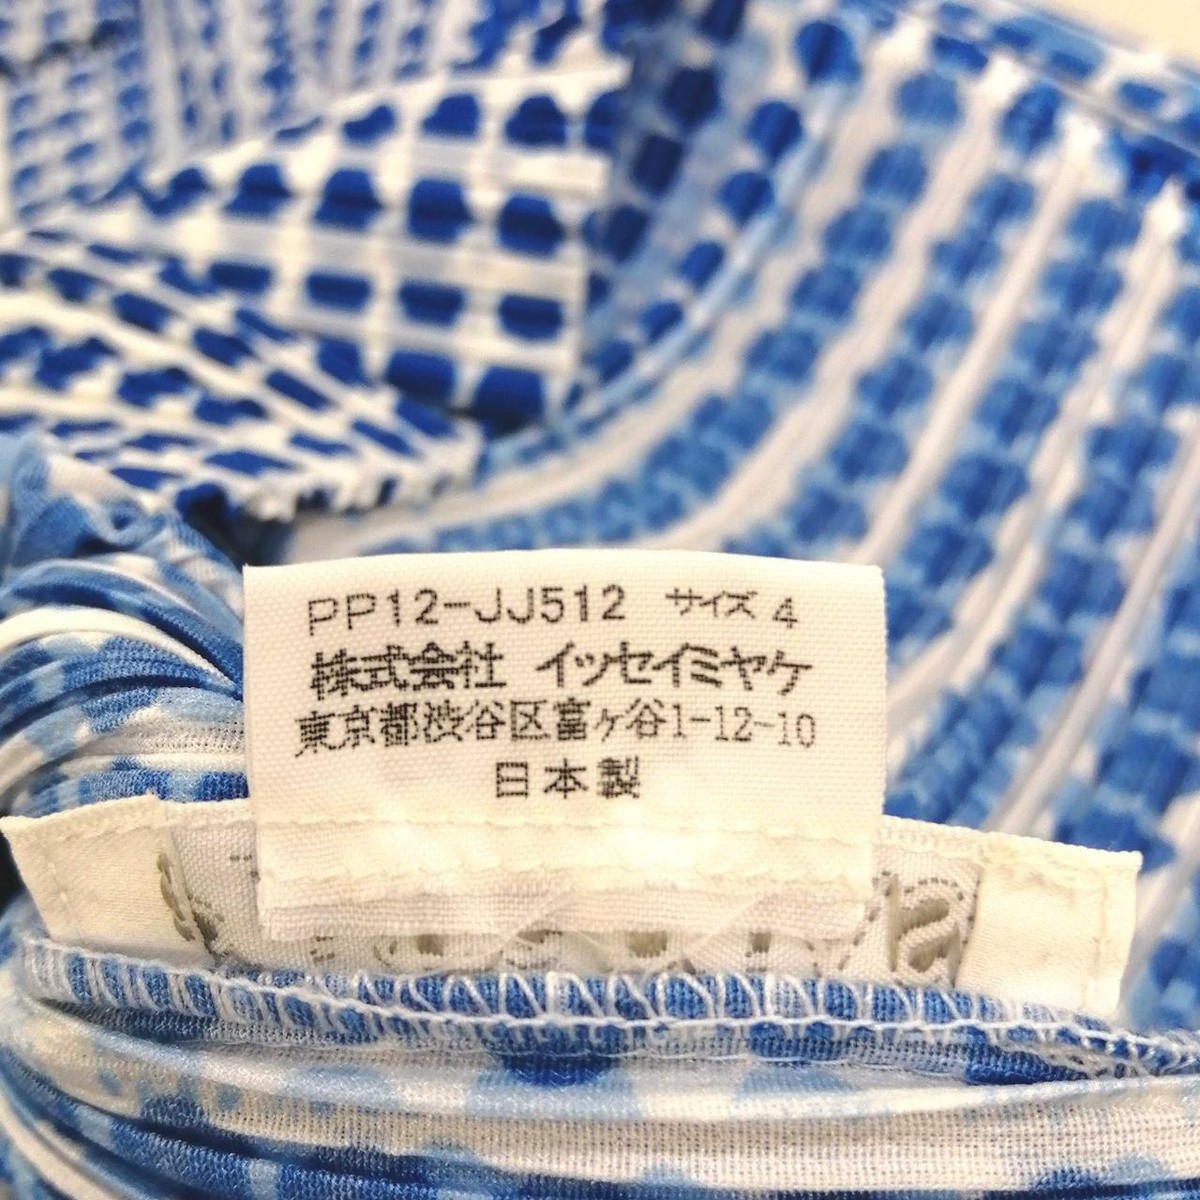 PP12-JJ512 サイズ 4
株式会社 イッセイミヤケ
東京都渋谷区富ヶ谷1-12-10
日本製